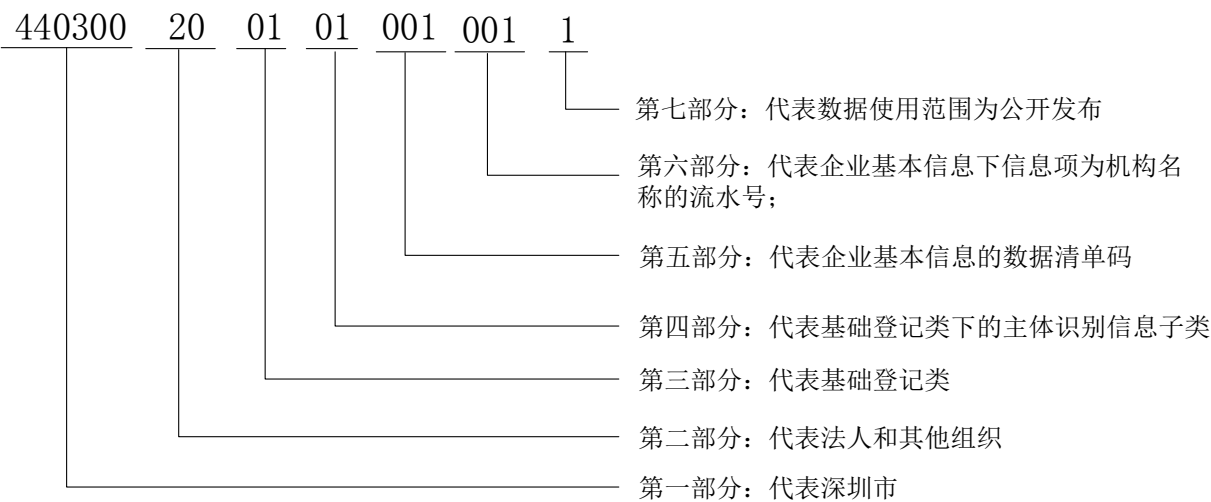 440300 20 01 01 001 001 1
第七部分：代表数据使用范围为公开发布
第六部分：代表企业基本信息下信息项为机构名
称的流水号；
第五部分：代表企业基本信息的数据清单码
第四部分：代表基础登记类下的主体识别信息子类
第三部分：代表基础登记类
第二部分：代表法人和其他组织
第一部分：代表深圳市